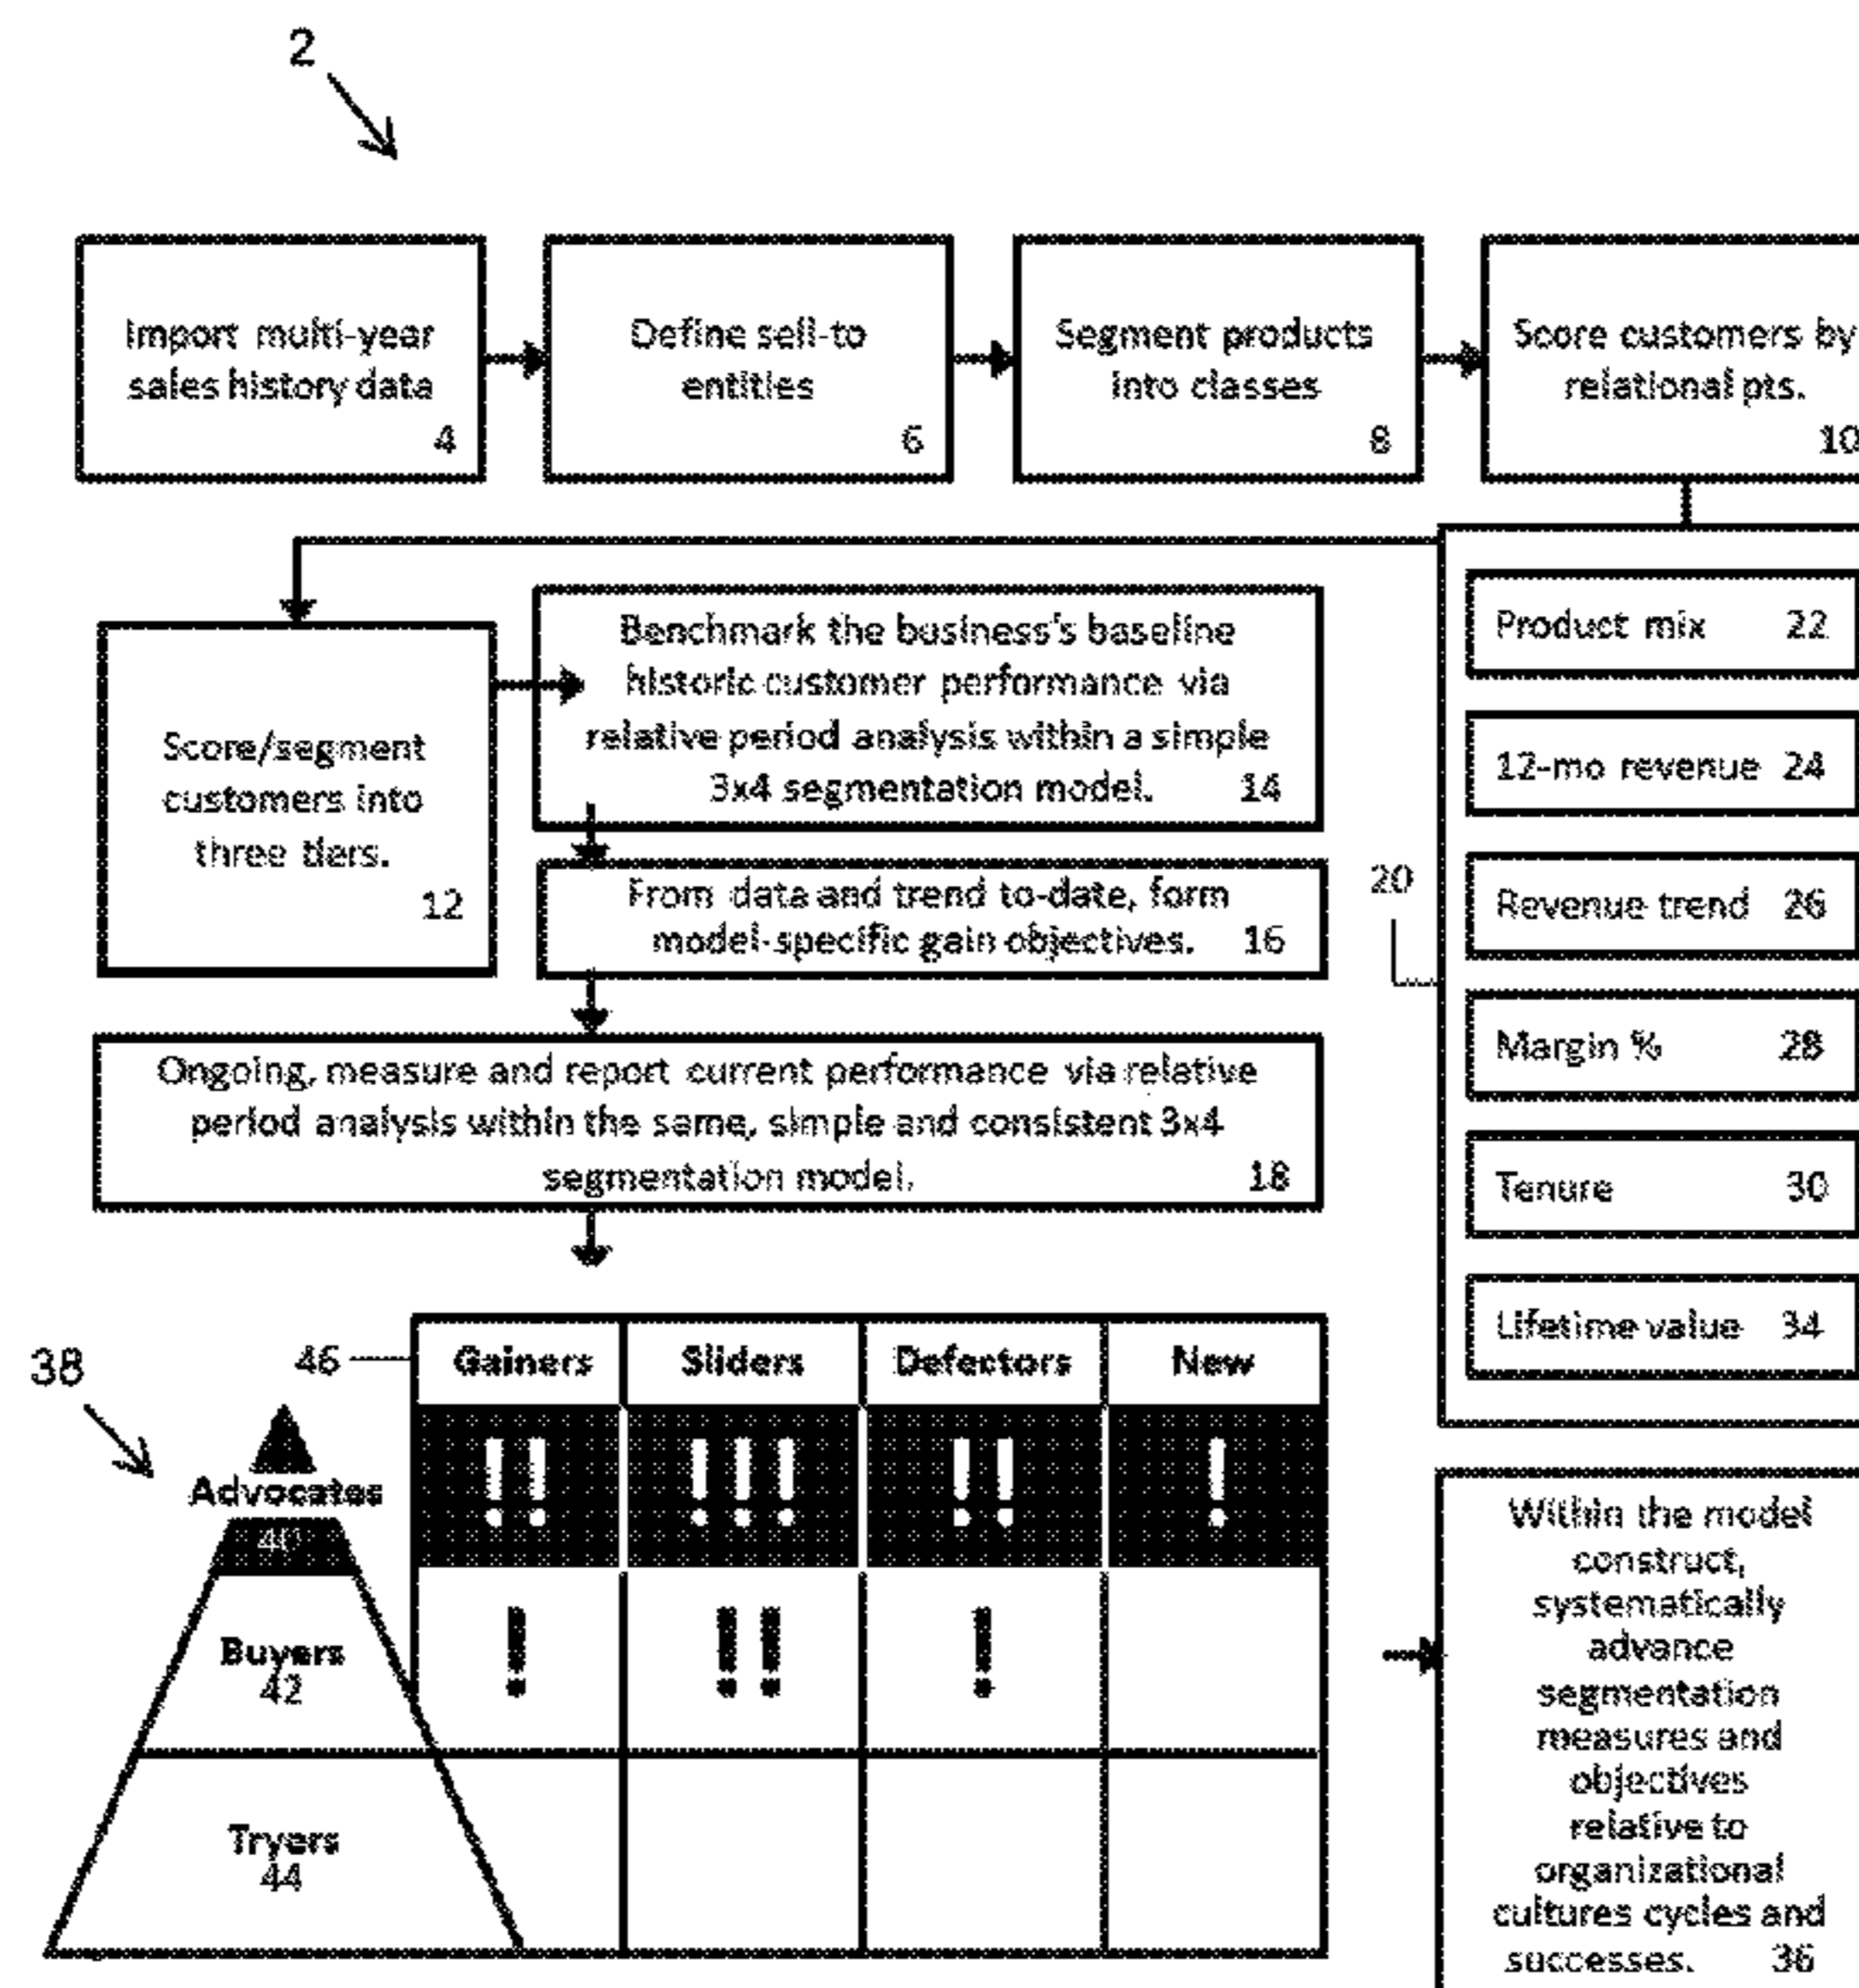 2
Import multi-year
sales history data
4
Define sell-to
entities
6
Segment products
into classes
8
Score customers by
relational pts.
10
Score/segment
customers into
three tiers.
12
Benchmark the business's baseline
historic customer performance via
relative period analysis within a simple
3x4 segmentation model. 14
From data and trend to-date, form
model-specific gain objectives. 16
Ongoing, measure and report current performance via relative
period analysis within the same, simple and consistent 3x4
segmentation model. 18
20
Product mix 22
12-mo revenue 24
Revenue trend 26
Margin % 28
Tenure 30
Lifetime value 34
38
46
Gainers Sliders Defectors New
Advocates
40
!! !!! !! !
Buyers
42
! !! !
Tryers
44
Within the model
construct,
systematically
advance
segmentation
measures and
objectives
relative to
organizational
cultures cycles and
successes. 36